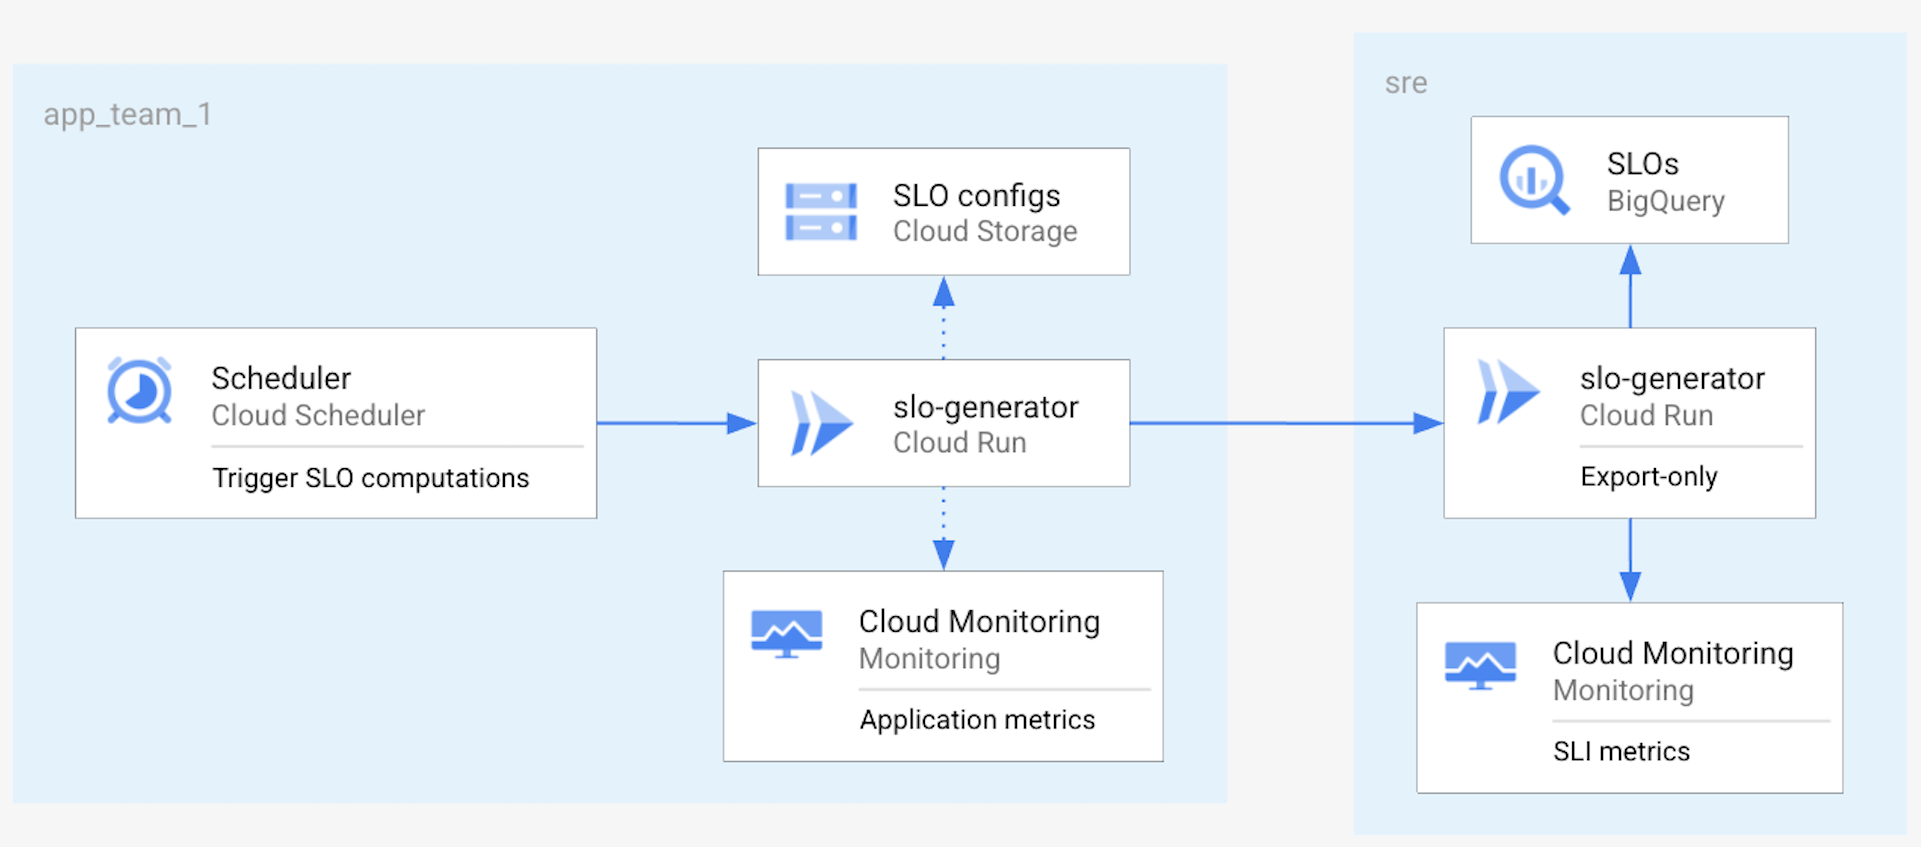 app_team_1
SLO configs
Cloud Storage
Scheduler
Cloud Scheduler
Trigger SLO computations
slo-generator
Cloud Run
Cloud Monitoring
Monitoring
Application metrics
sre
SLOs
BigQuery
slo-generator
Cloud Run
Export-only
Cloud Monitoring
Monitoring
SLI metrics